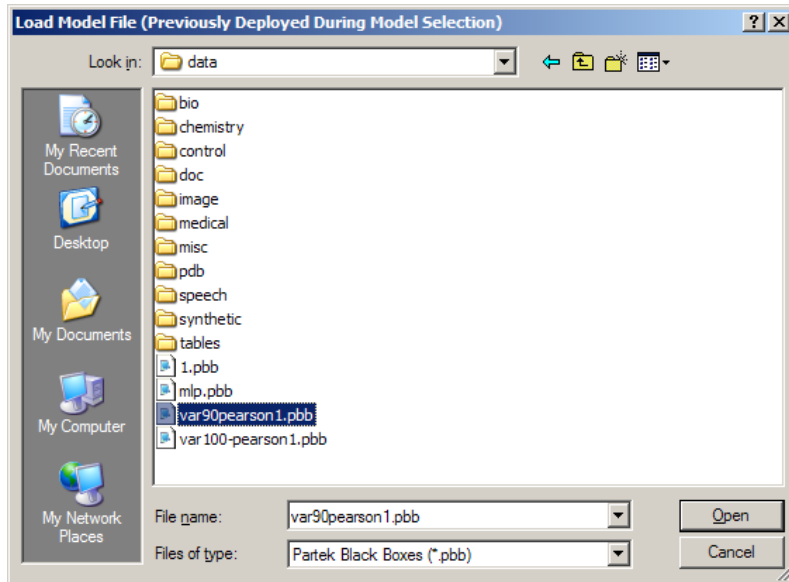 Load Model File (Previously Deployed During Model Selection)
Look in:
data
My Recent
Documents
Desktop
My Documents
My Computer
My Network
Places
bio
chemistry
control
doc
image
medical
misc
pdb
speech
synthetic
tables
1.pbb
mlp.pbb
var90pearson1.pbb
var100-pearson1.pbb
File name:
var90pearson1.pbb
Open
Files of type:
Partek Black Boxes (*.pbb)
Cancel